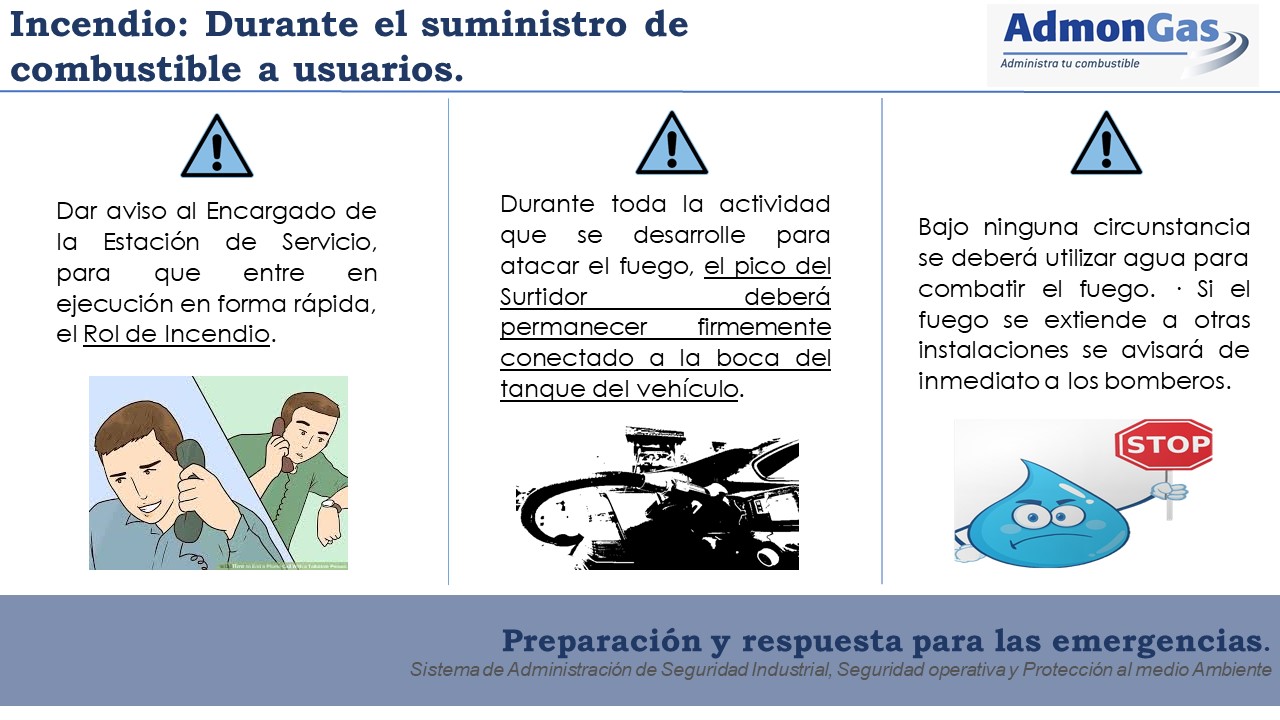 Incendio: Durante el suministro de
combustible a usuarios.
AdmonGas
Administra tu combustible
Dar aviso al Encargado de
la Estación de Servicio,
para que entre en
ejecución en forma rápida,
el Rol de Incendio.
Durante toda la actividad
que se desarrolle para
atacar el fuego, el pico del
Surtidor deberá
permanecer firmemente
conectado a la boca del
tanque del vehículo.
Bajo ninguna circunstancia
se deberá utilizar agua para
combatir el fuego. · Si el
fuego se extiende a otras
instalaciones se avisará de
inmediato a los bomberos.
STOP
Preparación y respuesta para las emergencias.
Sistema de Administración de Seguridad Industrial, Seguridad operativa y Protección al medio Ambiente